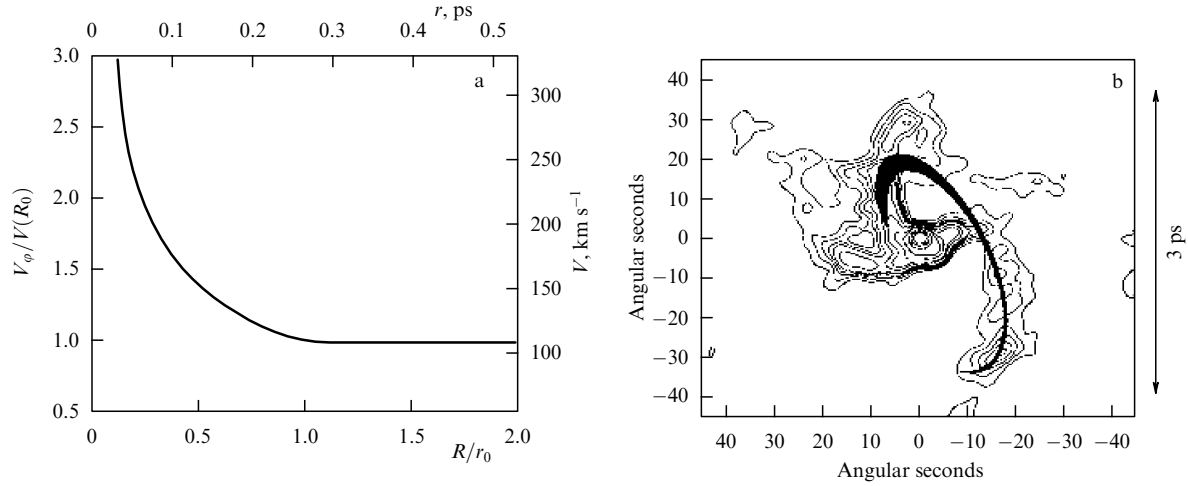 r, ps
0 0.1 0.2 0.3 0.4 0.5
a
3.0
2.5
2.0
1.5
1.0
0.5
Vφ/V(R0)
300
250
200
150
100
V, km s−1
0 0.5 1.0 1.5 2.0
R/r0
b
40
30
20
10
0
−10
−20
−30
−40
Angular seconds
40 30 20 10 0 −10 −20 −30 −40
Angular seconds
3 ps